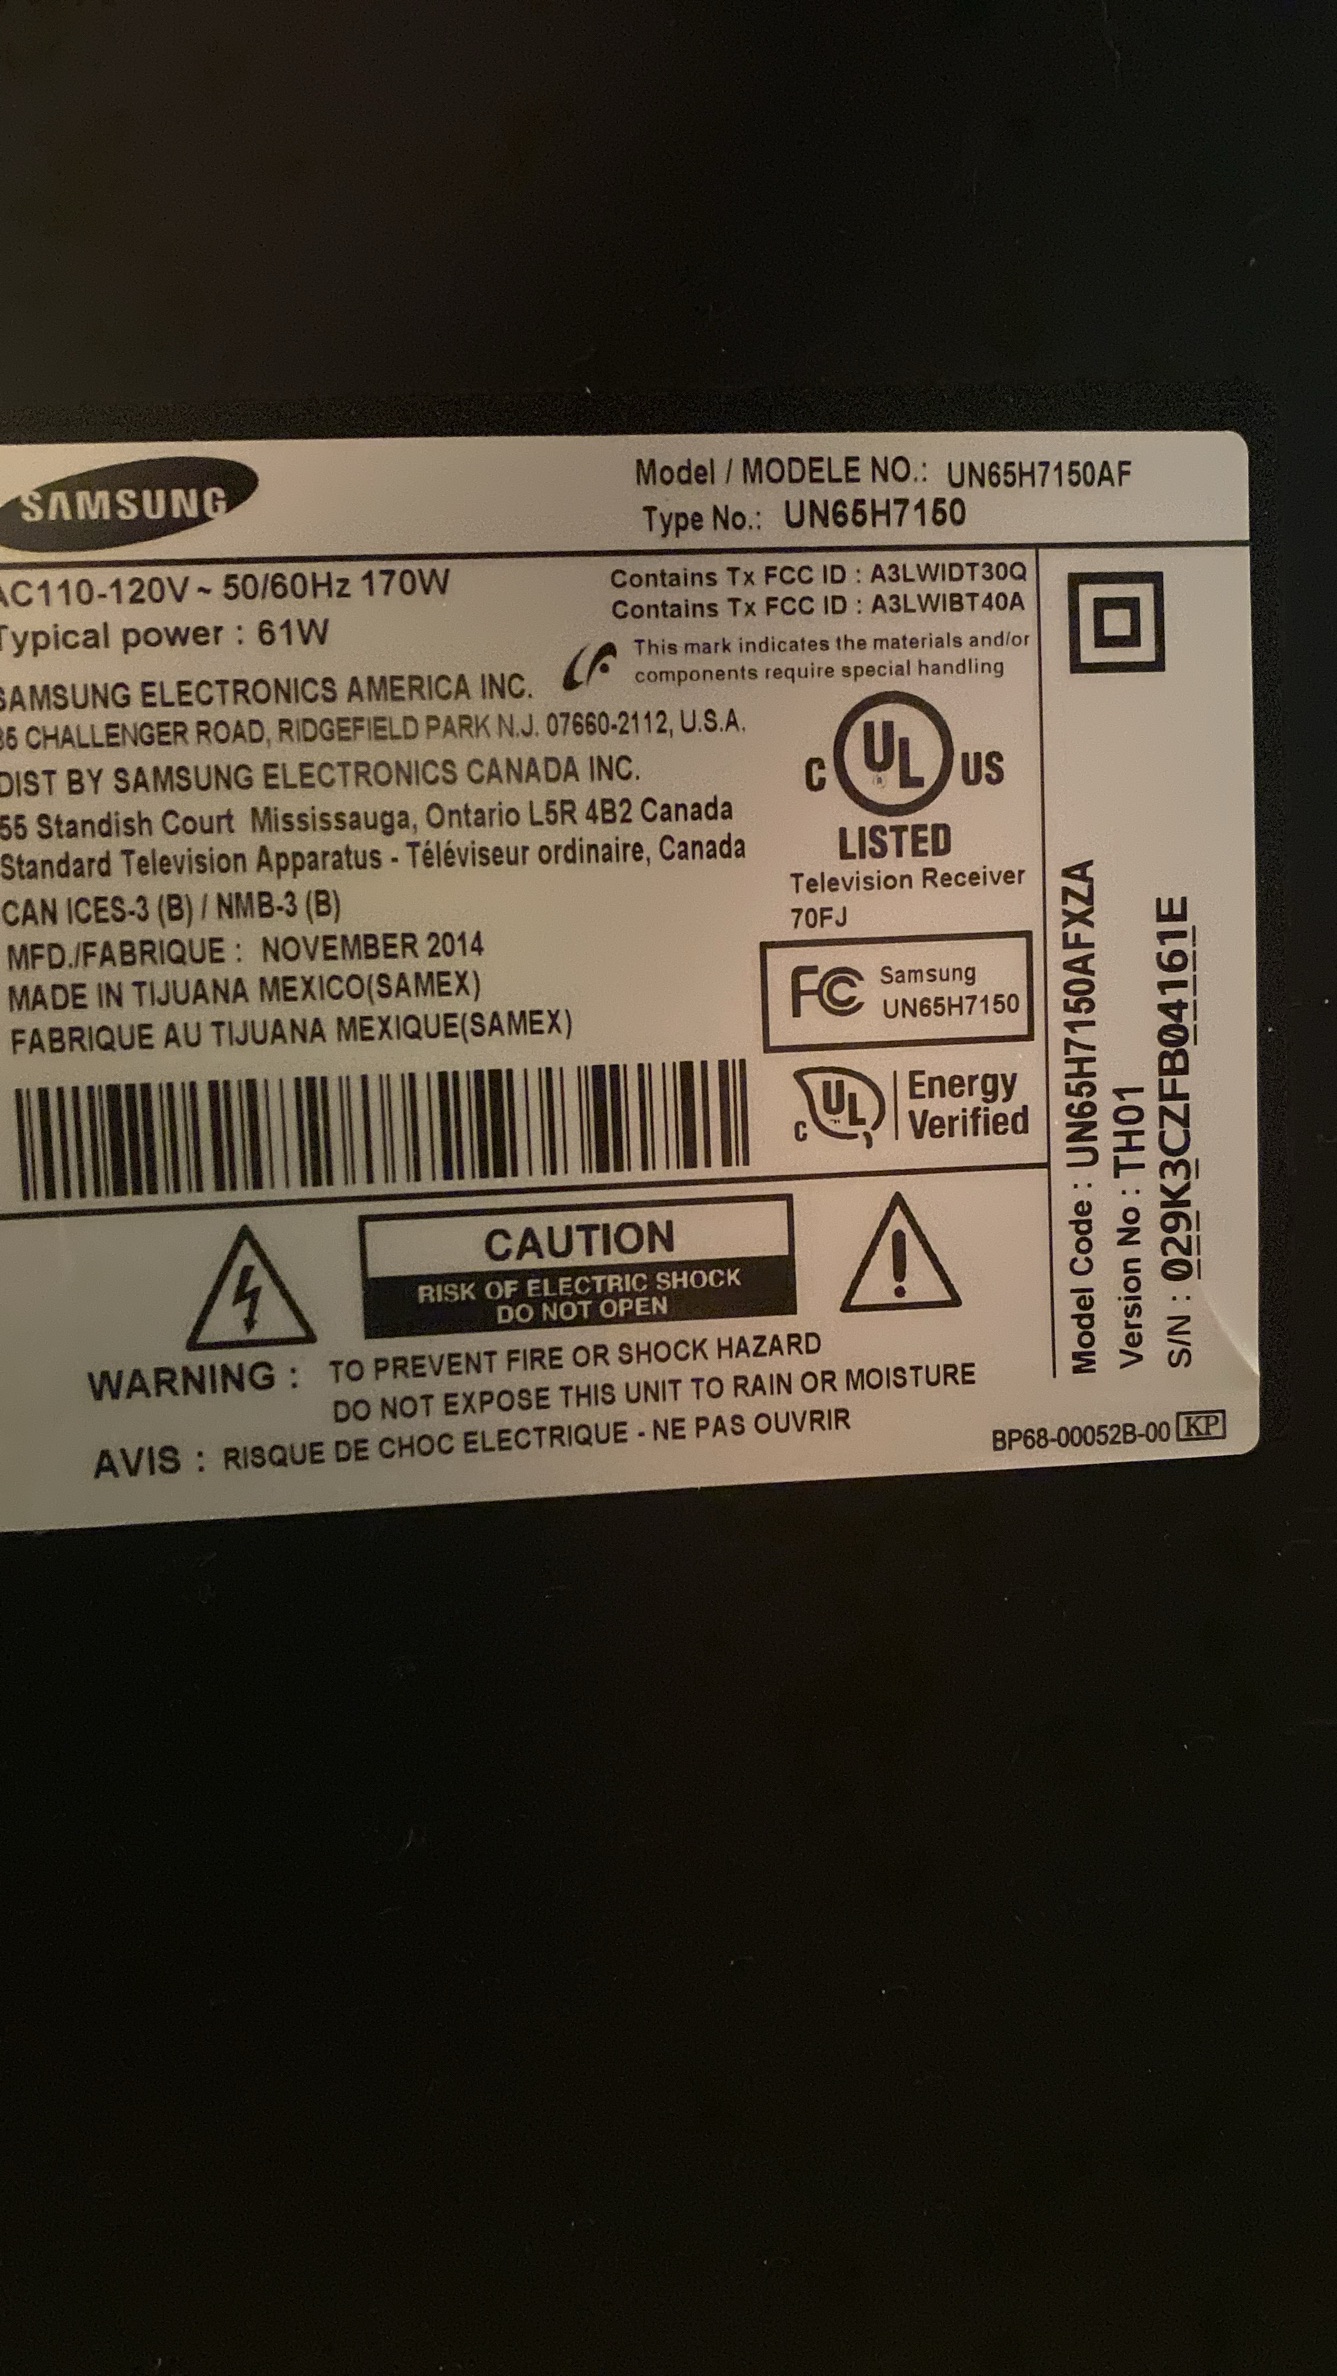 SAMSUNG
Model / MODELE NO.: UN65H7150AF
Type No.: UN65H7150
AC110-120V ~ 50/60Hz 170W
Typical power : 61W
SAMSUNG ELECTRONICS AMERICA INC.
CHALLENGER ROAD, RIDGEFIELD PARK N.J. 07660-2112, U.S.A.
DIST BY SAMSUNG ELECTRONICS CANADA INC.
55 Standish Court Mississauga, Ontario L5R 4B2 Canada
Standard Television Apparatus - Téléviseur ordinaire, Canada
CAN ICES-3 (B) / NMB-3 (B)
MFD./FABRIQUE : NOVEMBER 2014
MADE IN TIJUANA MEXICO(SAMEX)
FABRIQUE AU TIJUANA MEXIQUE(SAMEX)
Contains Tx FCC ID : A3LWIDT30Q
Contains Tx FCC ID : A3LWIBT40A
This mark indicates the materials and/or
components require special handling
C UL US
®
LISTED
Television Receiver
70FJ
FC Samsung
UN65H7150
C UL Energy
Verified
Model Code : UN65H7150AFXZA
Version No : TH01
S/N : 029K3CZFB04161E
CAUTION
RISK OF ELECTRIC SHOCK
DO NOT OPEN
WARNING : TO PREVENT FIRE OR SHOCK HAZARD
DO NOT EXPOSE THIS UNIT TO RAIN OR MOISTURE
AVIS : RISQUE DE CHOC ELECTRIQUE - NE PAS OUVRIR
BP68-00052B-00 KP